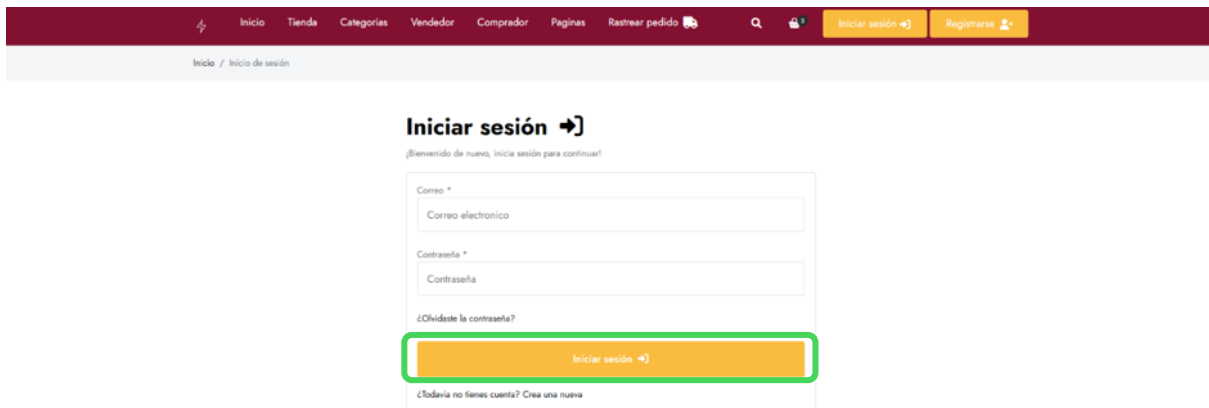 Inicio Tienda Categorias Vendedor Comprador Paginas Rastrear pedido Iniciar sesión Registrarse
Inicio / Inicio de sesión
Iniciar sesión
¡Bienvenido de nuevo, inicia sesión para continuar!
Correo *
Correo electronico
Contraseña *
Contraseña
¿Olvidaste la contraseña?
Iniciar sesión
¿Todavia no tienes cuenta? Crea una nueva